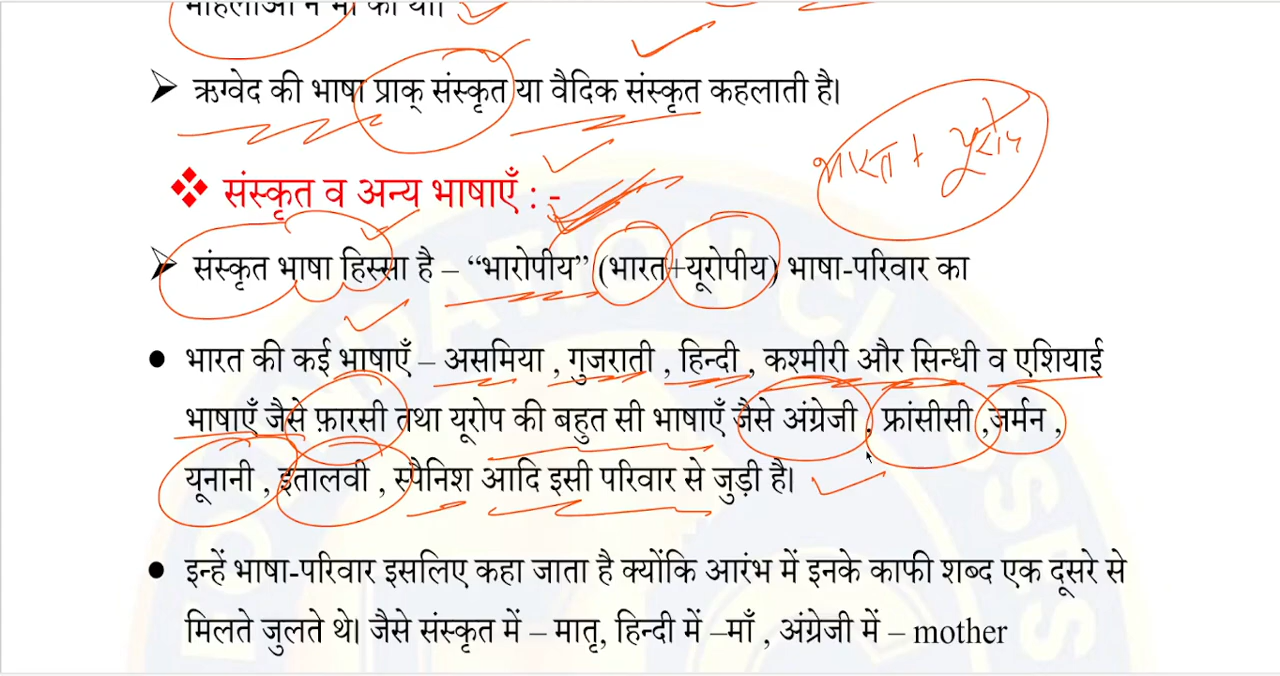 महिलाओं ने भी की थी।
➢ ऋग्वेद की भाषा प्राक् संस्कृत या वैदिक संस्कृत कहलाती है।
भारत + यूरोप
❖ संस्कृत व अन्य भाषाएँ : -
➢ संस्कृत भाषा हिस्सा है – “भारोपीय” (भारत+यूरोपीय) भाषा-परिवार का
● भारत की कई भाषाएँ – असमिया , गुजराती , हिन्दी , कश्मीरी और सिन्धी व एशियाई
भाषाएँ जैसे फ़ारसी तथा यूरोप की बहुत सी भाषाएँ जैसे अंग्रेजी , फ्रांसीसी ,जर्मन ,
यूनानी , इतालवी , स्पैनिश आदि इसी परिवार से जुड़ी है।
● इन्हें भाषा-परिवार इसलिए कहा जाता है क्योंकि आरंभ में इनके काफी शब्द एक दूसरे से
मिलते जुलते थे। जैसे संस्कृत में – मातृ, हिन्दी में –माँ , अंग्रेजी में – mother